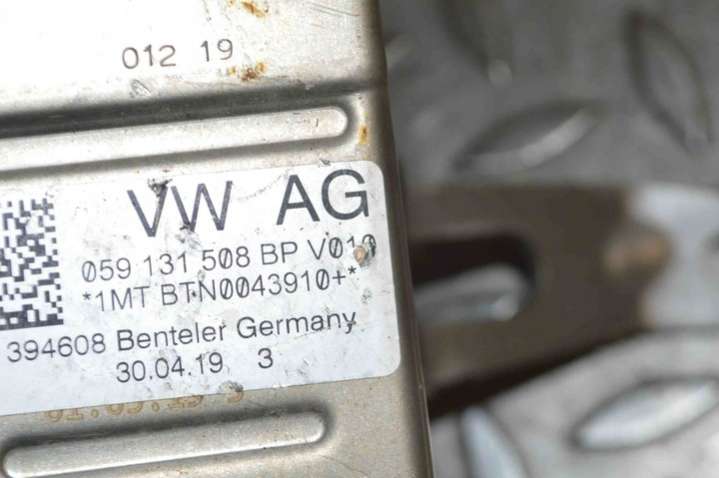 012 19
VW AG
059 131 508 BP V010
*1MT BTN0043910+*
394608 Benteler Germany
30.04.19 3